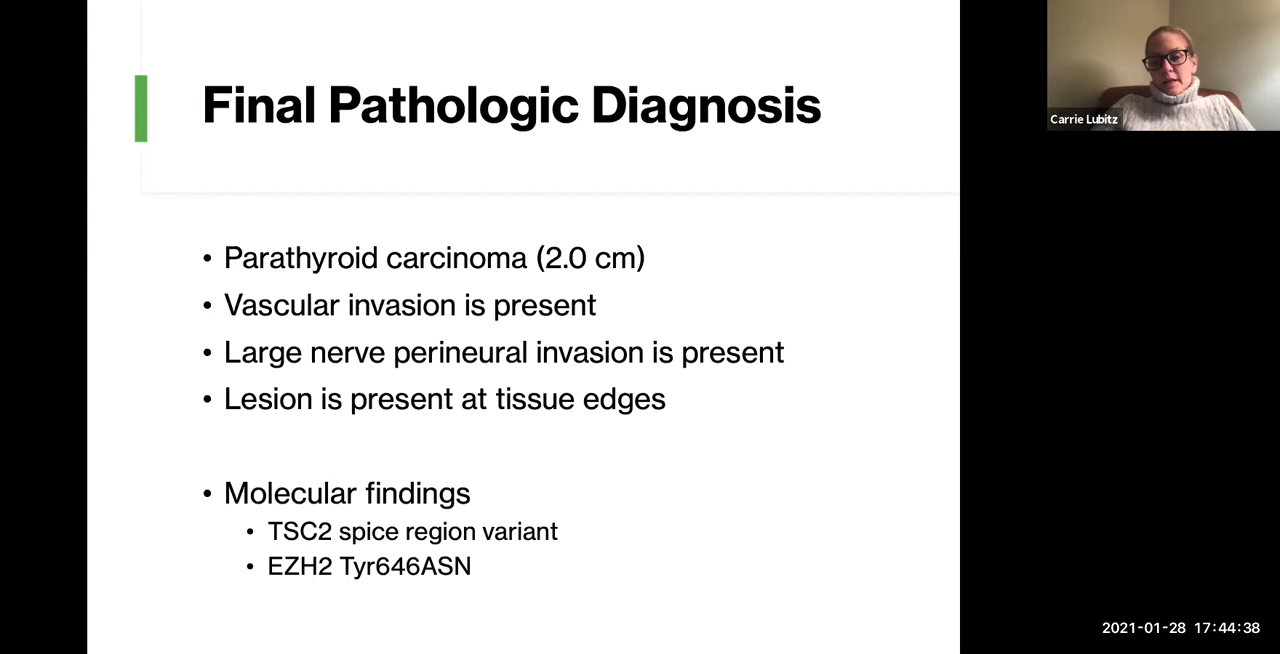 Final Pathologic Diagnosis
Carrie Lubitz
• Parathyroid carcinoma (2.0 cm)
• Vascular invasion is present
• Large nerve perineural invasion is present
• Lesion is present at tissue edges
• Molecular findings
• TSC2 spice region variant
• EZH2 Tyr646ASN
2021-01-28 17:44:38